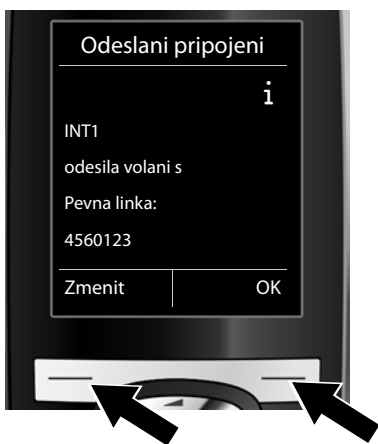 Odeslani pripojeni
i
INT1
odesila volani s
Pevna linka:
4560123
Zmenit OK